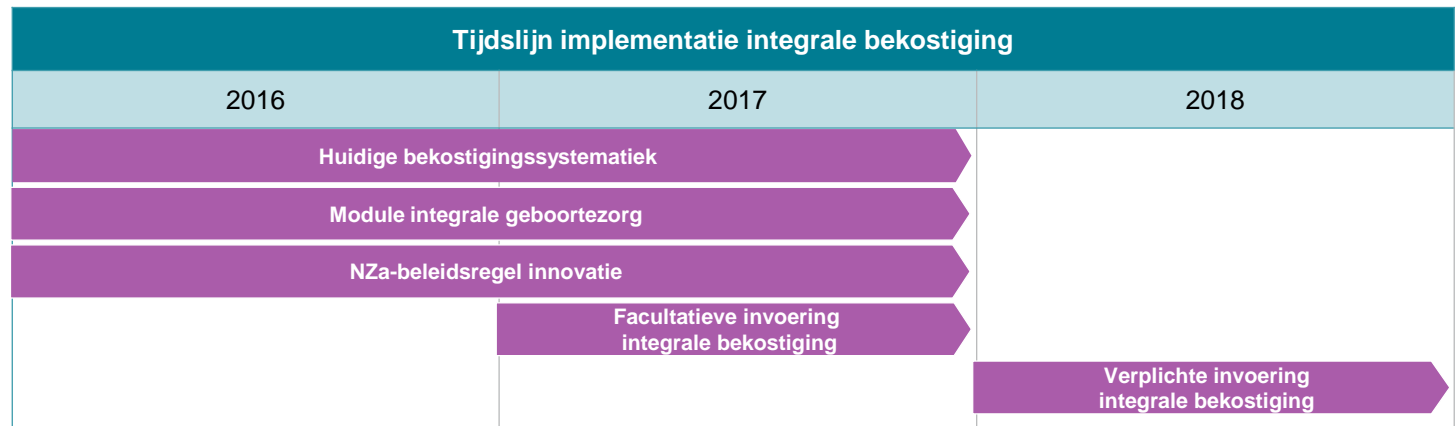 Tijdslijn implementatie integrale bekostiging
2016 2017 2018
Huidige bekostigingssystematiek
Module integrale geboortezorg
NZa-beleidsregel innovatie
Facultatieve invoering
integrale bekostiging
Verplichte invoering
integrale bekostiging